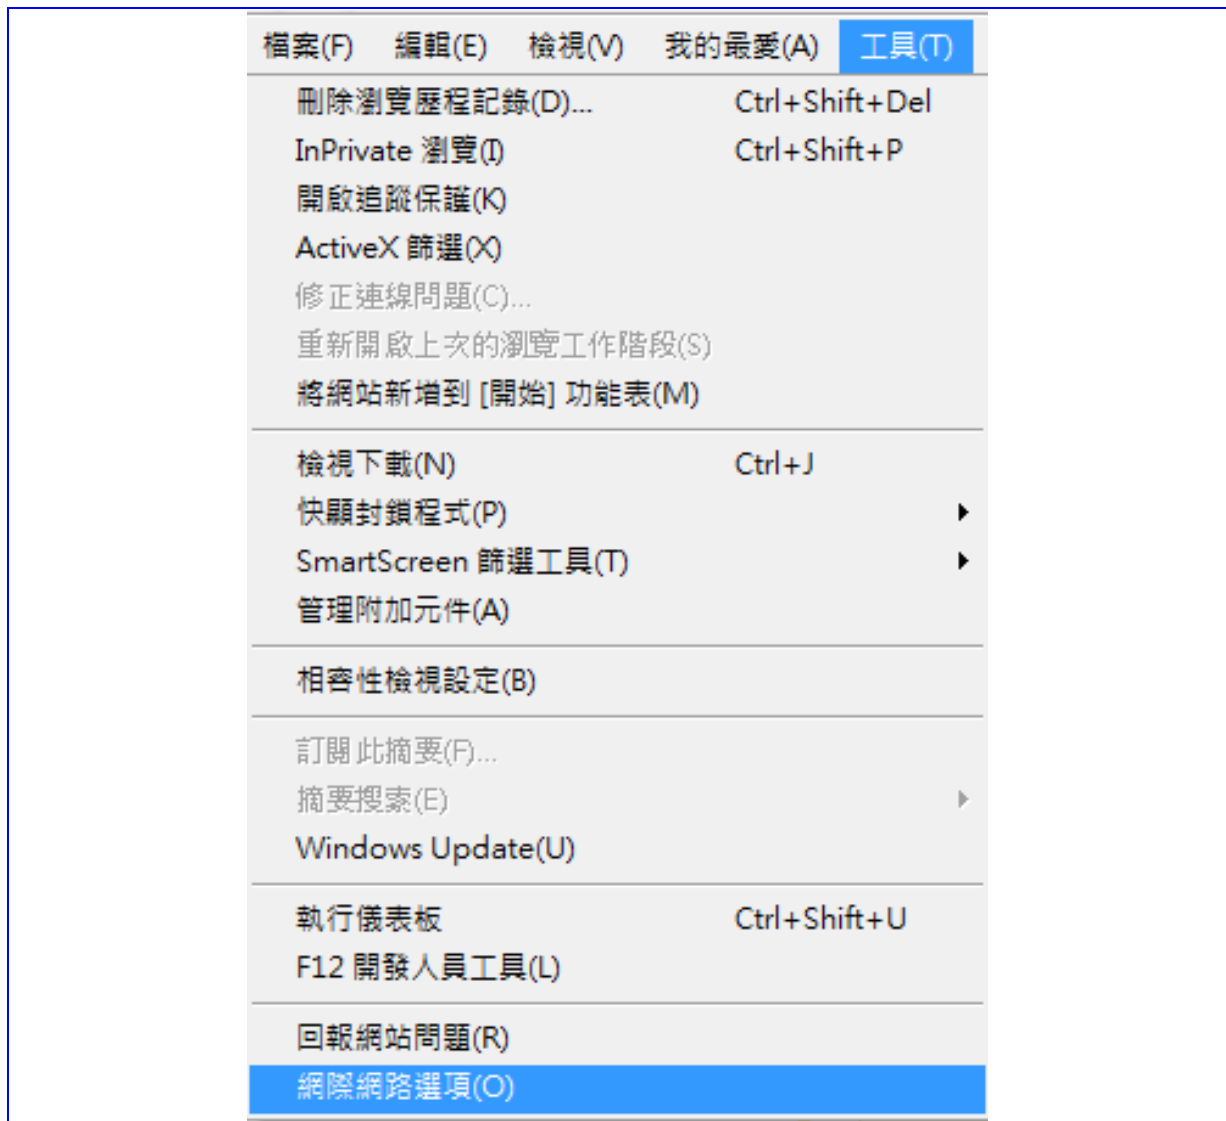 檔案(F) 編輯(E) 檢視(V) 我的最愛(A) 工具(T)
刪除瀏覽歷程記錄(D)... Ctrl+Shift+Del
InPrivate 瀏覽(I) Ctrl+Shift+P
開啟追蹤保護(K)
ActiveX 篩選(X)
修正連線問題(C)...
重新開啟上次的瀏覽工作階段(S)
將網站新增到 [開始] 功能表(M)
檢視下載(N) Ctrl+J
快顯封鎖程式(P)
SmartScreen 篩選工具(T)
管理附加元件(A)
相容性檢視設定(B)
訂閱此摘要(F)...
摘要搜索(E)
Windows Update(U)
執行儀表板 Ctrl+Shift+U
F12 開發人員工具(L)
回報網站問題(R)
網際網路選項(O)